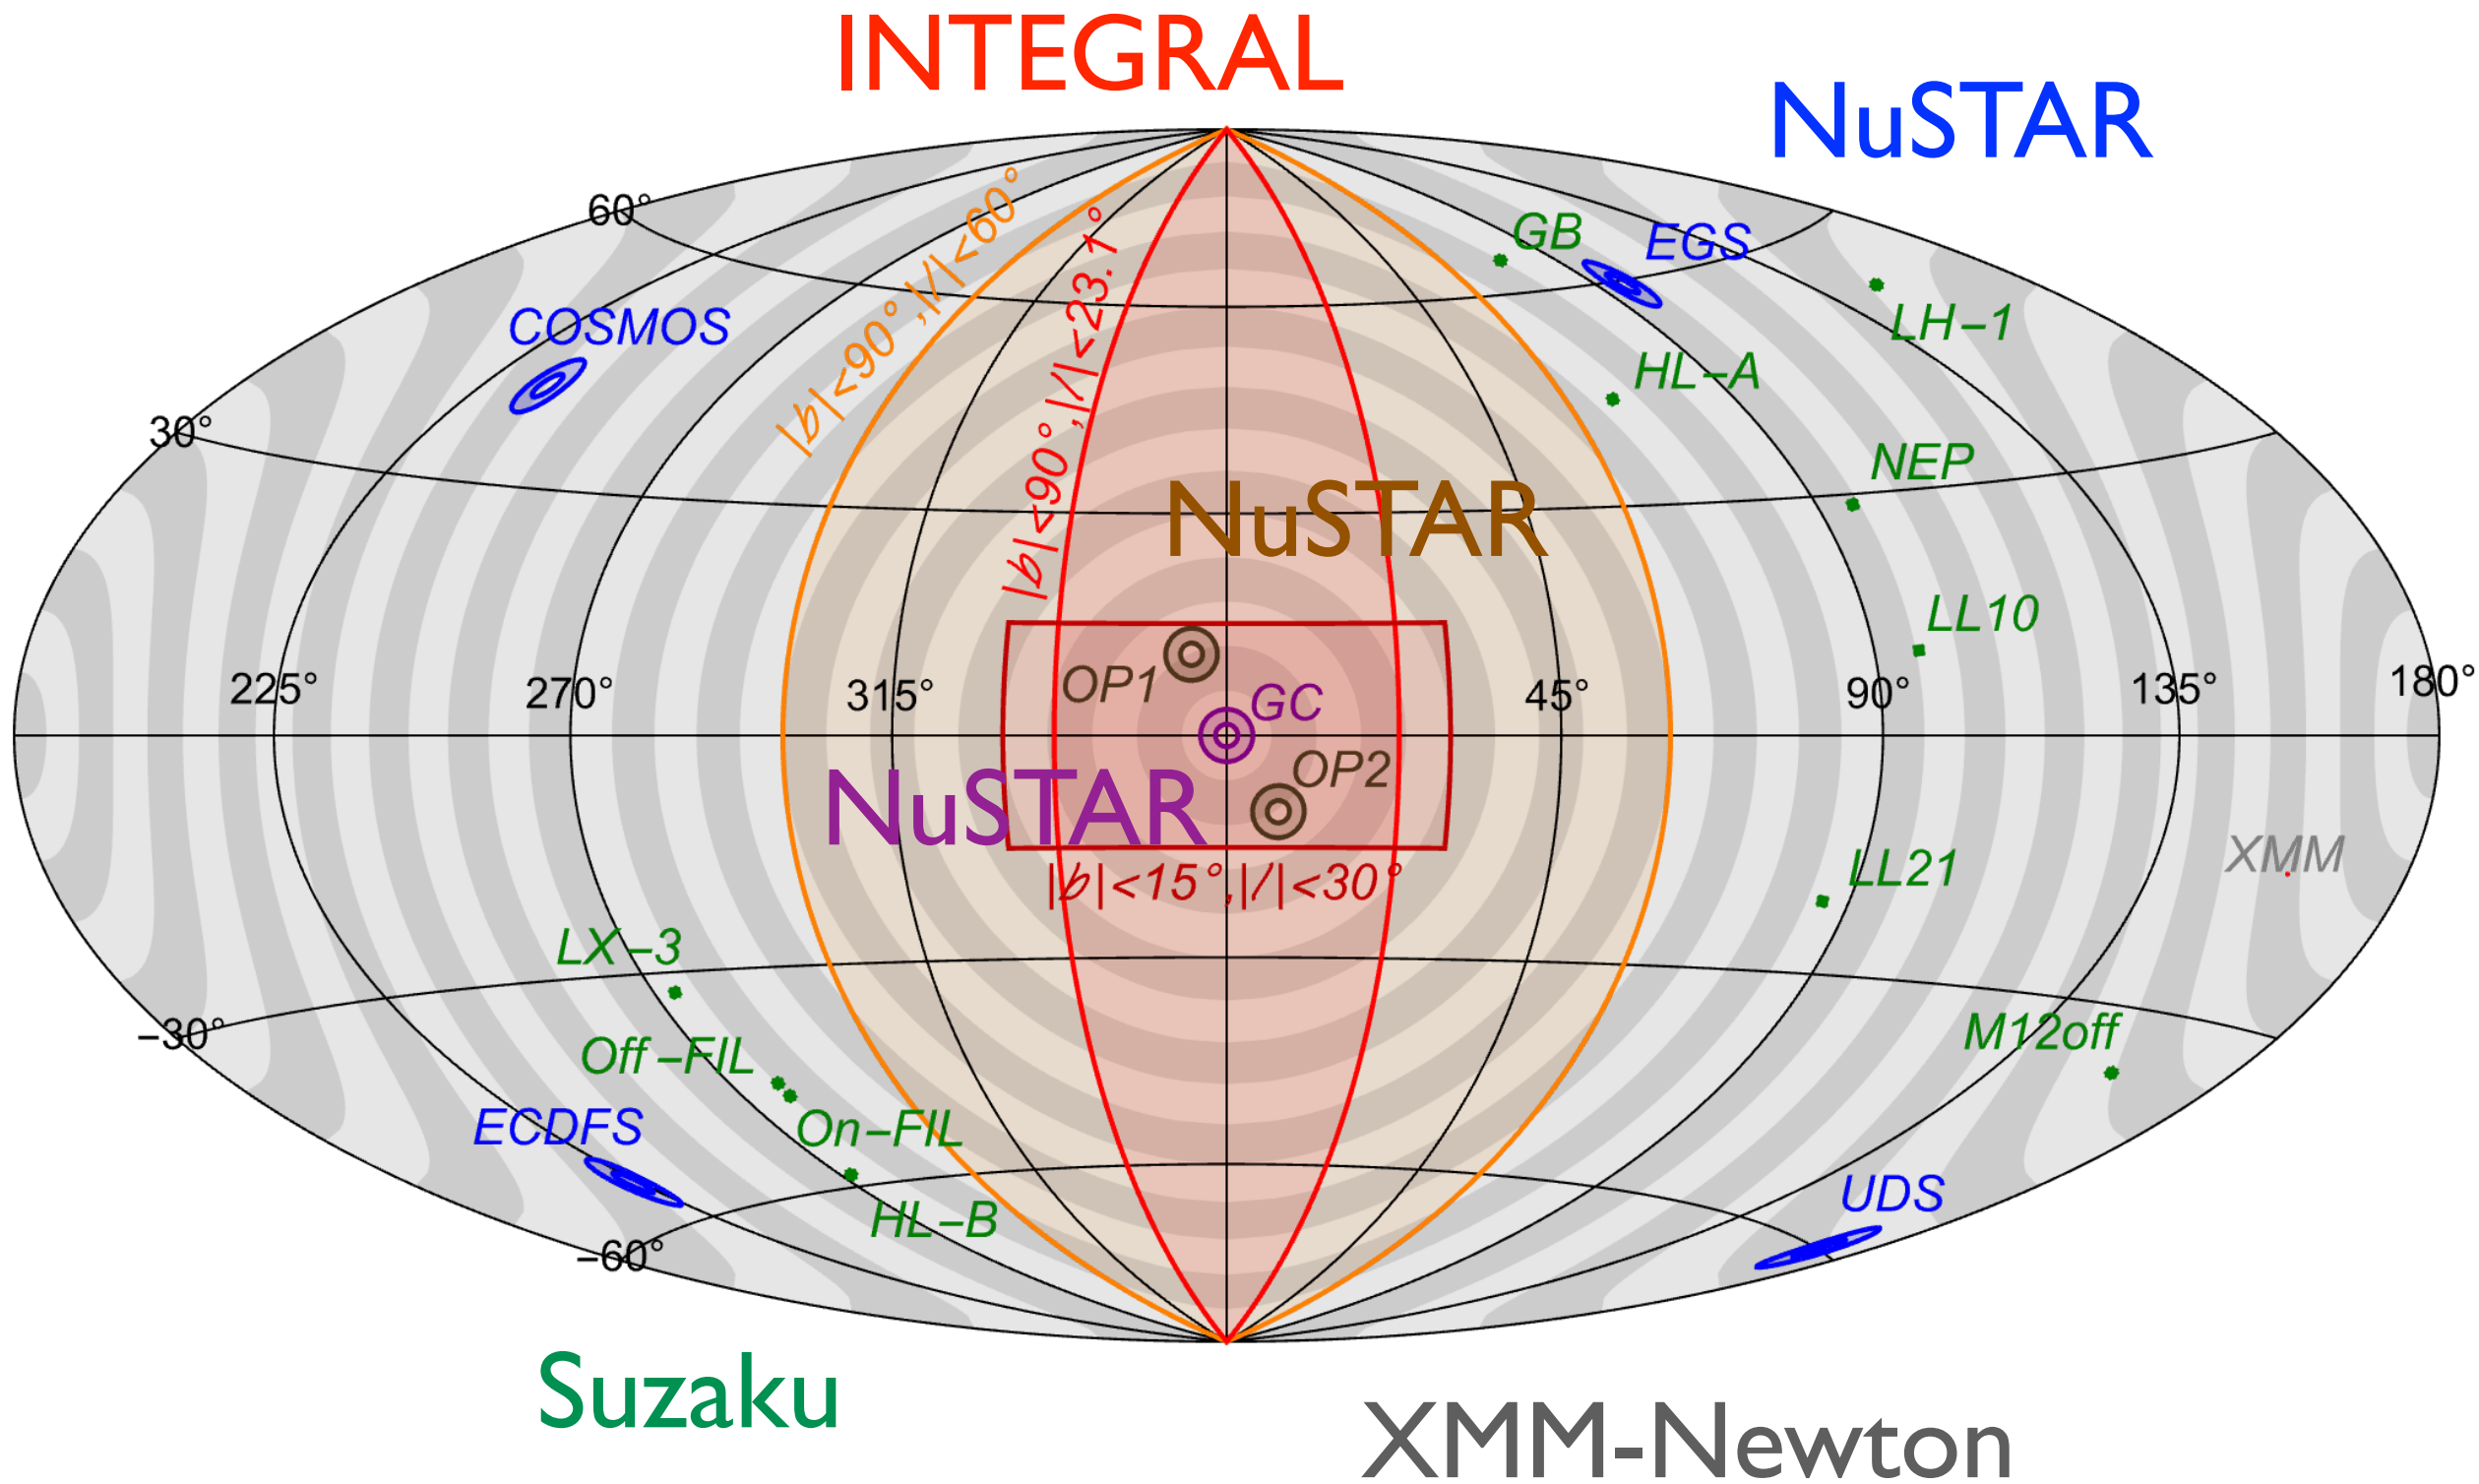 INTEGRAL
NuSTAR
60°
|b|<90°,|l|<60°
|b|<90°,|l|<23.1°
GB
EGS
COSMOS
LH-1
HL-A
30°
NEP
NuSTAR
LL10
OP1
GC
225°
270°
315°
45°
90°
135°
180°
OP2
NuSTAR
|b|<15°,|l|<30°
XMM
LL21
LX-3
-30°
M12off
Off-FIL
ECDFS
On-FIL
UDS
HL-B
-60°
Suzaku
XMM-Newton